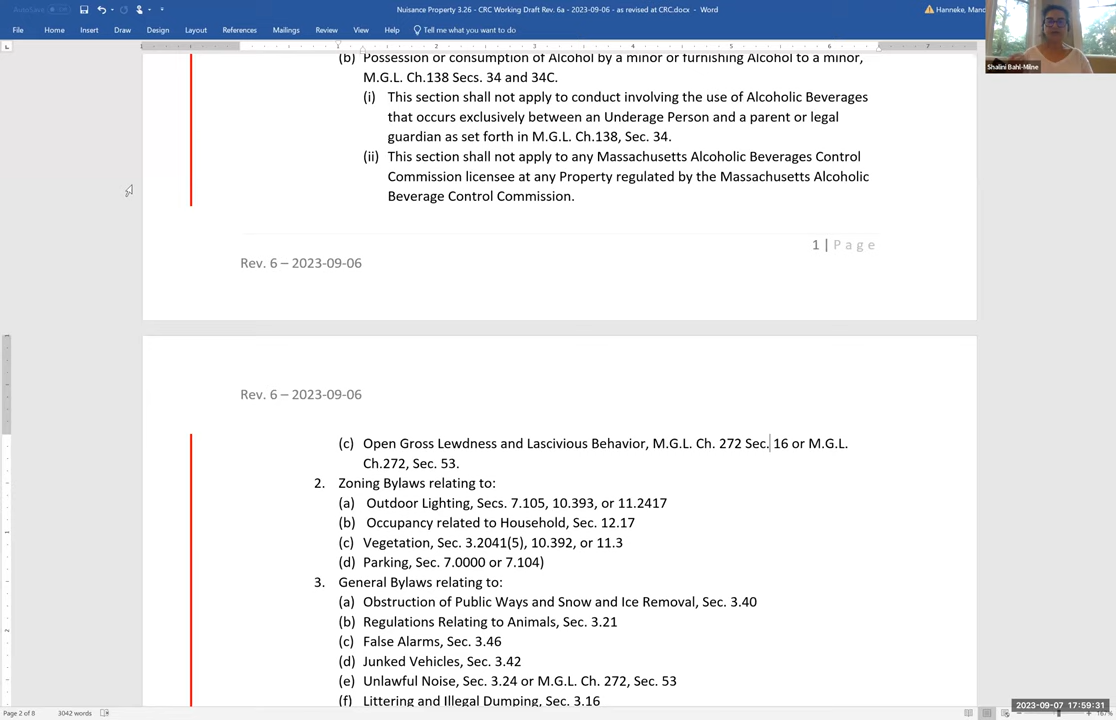 AutoSave
Nuisance Property 3.26 - CRC Working Draft Rev. 6a - 2023-09-06 - as revised at CRC.docx - Word
Hanneke, Manc
File Home Insert Draw Design Layout References Mailings Review View Help Tell me what you want to do
Shalini Bahl-Milne
(b) Possession or consumption of Alcohol by a minor or furnishing Alcohol to a minor,
M.G.L. Ch.138 Secs. 34 and 34C.
(i) This section shall not apply to conduct involving the use of Alcoholic Beverages
that occurs exclusively between an Underage Person and a parent or legal
guardian as set forth in M.G.L. Ch.138, Sec. 34.
(ii) This section shall not apply to any Massachusetts Alcoholic Beverages Control
Commission licensee at any Property regulated by the Massachusetts Alcoholic
Beverage Control Commission.
1 | Page
Rev. 6 – 2023-09-06
Rev. 6 – 2023-09-06
(c) Open Gross Lewdness and Lascivious Behavior, M.G.L. Ch. 272 Sec. 16 or M.G.L.
Ch.272, Sec. 53.
2. Zoning Bylaws relating to:
(a) Outdoor Lighting, Secs. 7.105, 10.393, or 11.2417
(b) Occupancy related to Household, Sec. 12.17
(c) Vegetation, Sec. 3.2041(5), 10.392, or 11.3
(d) Parking, Sec. 7.0000 or 7.104)
3. General Bylaws relating to:
(a) Obstruction of Public Ways and Snow and Ice Removal, Sec. 3.40
(b) Regulations Relating to Animals, Sec. 3.21
(c) False Alarms, Sec. 3.46
(d) Junked Vehicles, Sec. 3.42
(e) Unlawful Noise, Sec. 3.24 or M.G.L. Ch. 272, Sec. 53
(f) Littering and Illegal Dumping, Sec. 3.16
2023-09-07 17:59:31
Page 2 of 8 3042 words